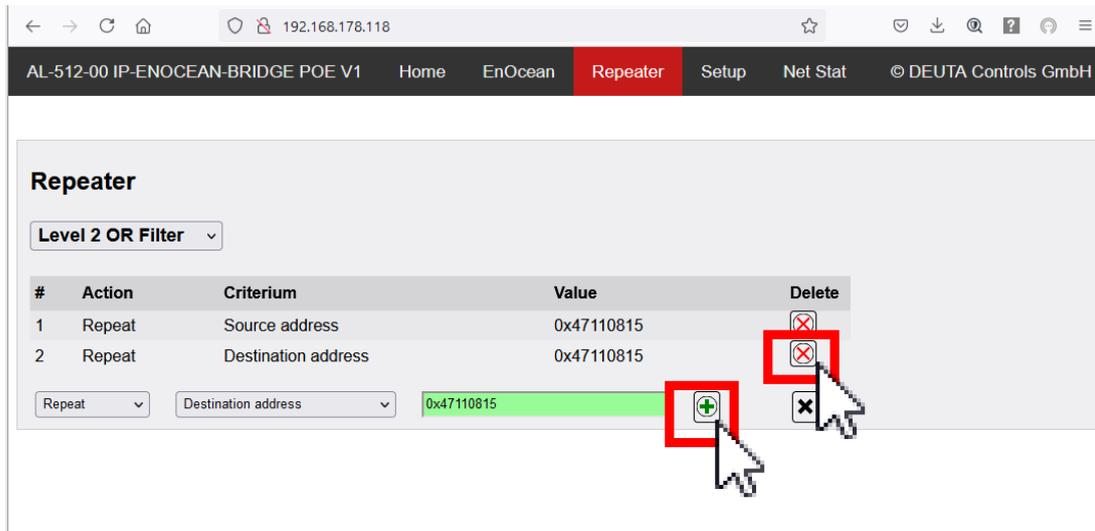 192.168.178.118
AL-512-00 IP-ENOCEAN-BRIDGE POE V1 Home EnOcean Repeater Setup Net Stat © DEUTA Controls GmbH
Repeater
Level 2 OR Filter
# Action Criterium Value Delete
1 Repeat Source address 0x47110815
2 Repeat Destination address 0x47110815
Repeat Destination address 0x47110815